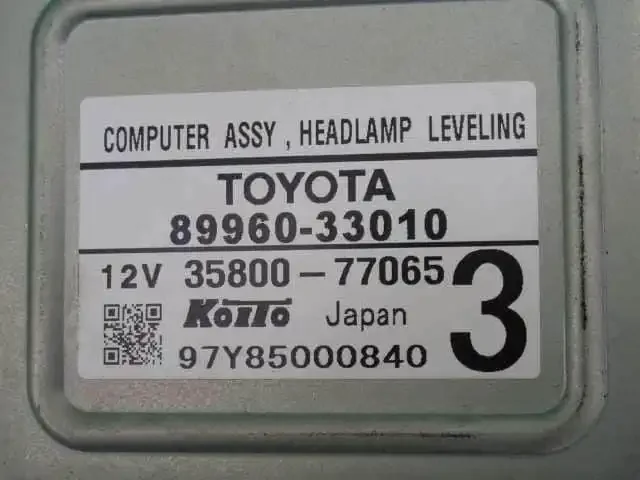 COMPUTER ASSY , HEADLAMP LEVELING
TOYOTA
89960-33010
12V 35800-77065
KOITO Japan
97Y85000840
3